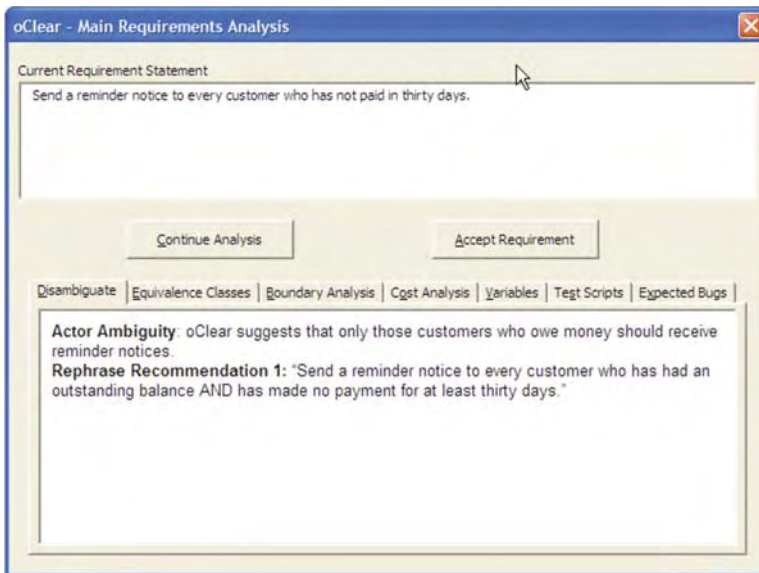 oClear - Main Requirements Analysis
Current Requirement Statement
Send a reminder notice to every customer who has not paid in thirty days.
Continue Analysis
Accept Requirement
Disambiguate | Equivalence Classes | Boundary Analysis | Cost Analysis | Variables | Test Scripts | Expected Bugs |
Actor Ambiguity: oClear suggests that only those customers who owe money should receive
reminder notices.
Rephrase Recommendation 1: "Send a reminder notice to every customer who has had an
outstanding balance AND has made no payment for at least thirty days."